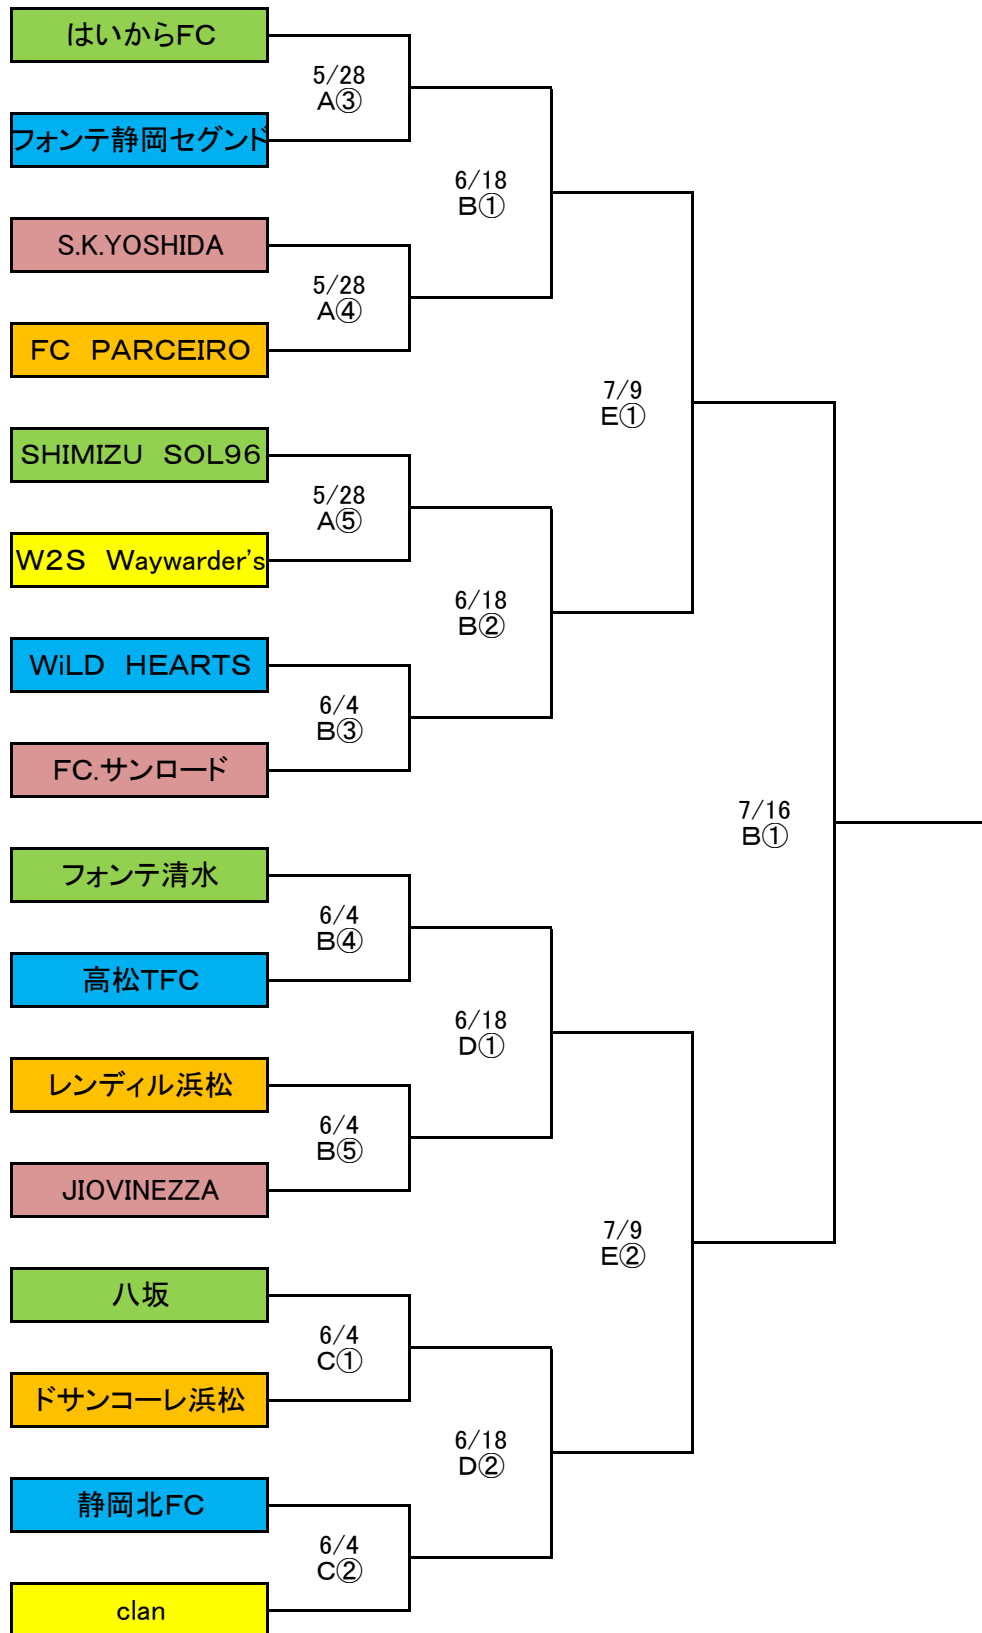 はいからFC
5/28
A③
フォンテ静岡セグンド
6/18
B①
S.K.YOSHIDA
5/28
A④
FC　PARCEIRO
7/9
E①
SHIMIZU　SOL96
5/28
A⑤
W2S　Waywarder's
6/18
B②
WiLD　HEARTS
6/4
B③
FC.サンロード
7/16
B①
フォンテ清水
6/4
B④
高松TFC
6/18
D①
レンディル浜松
6/4
B⑤
JIOVINEZZA
7/9
E②
八坂
6/4
C①
ドサンコーレ浜松
6/18
D②
静岡北FC
6/4
C②
clan